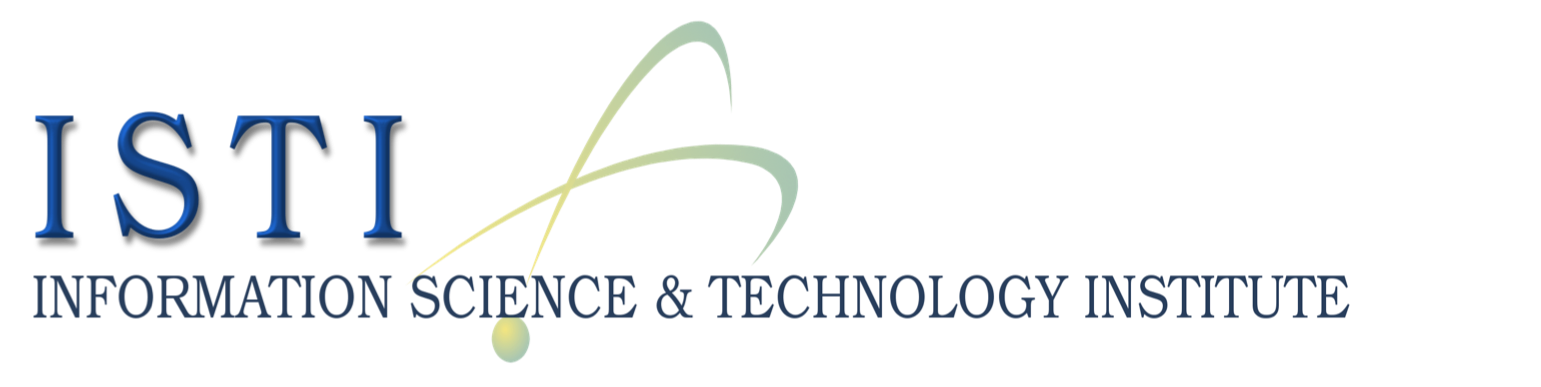 ISTI
INFORMATION SCIENCE & TECHNOLOGY INSTITUTE